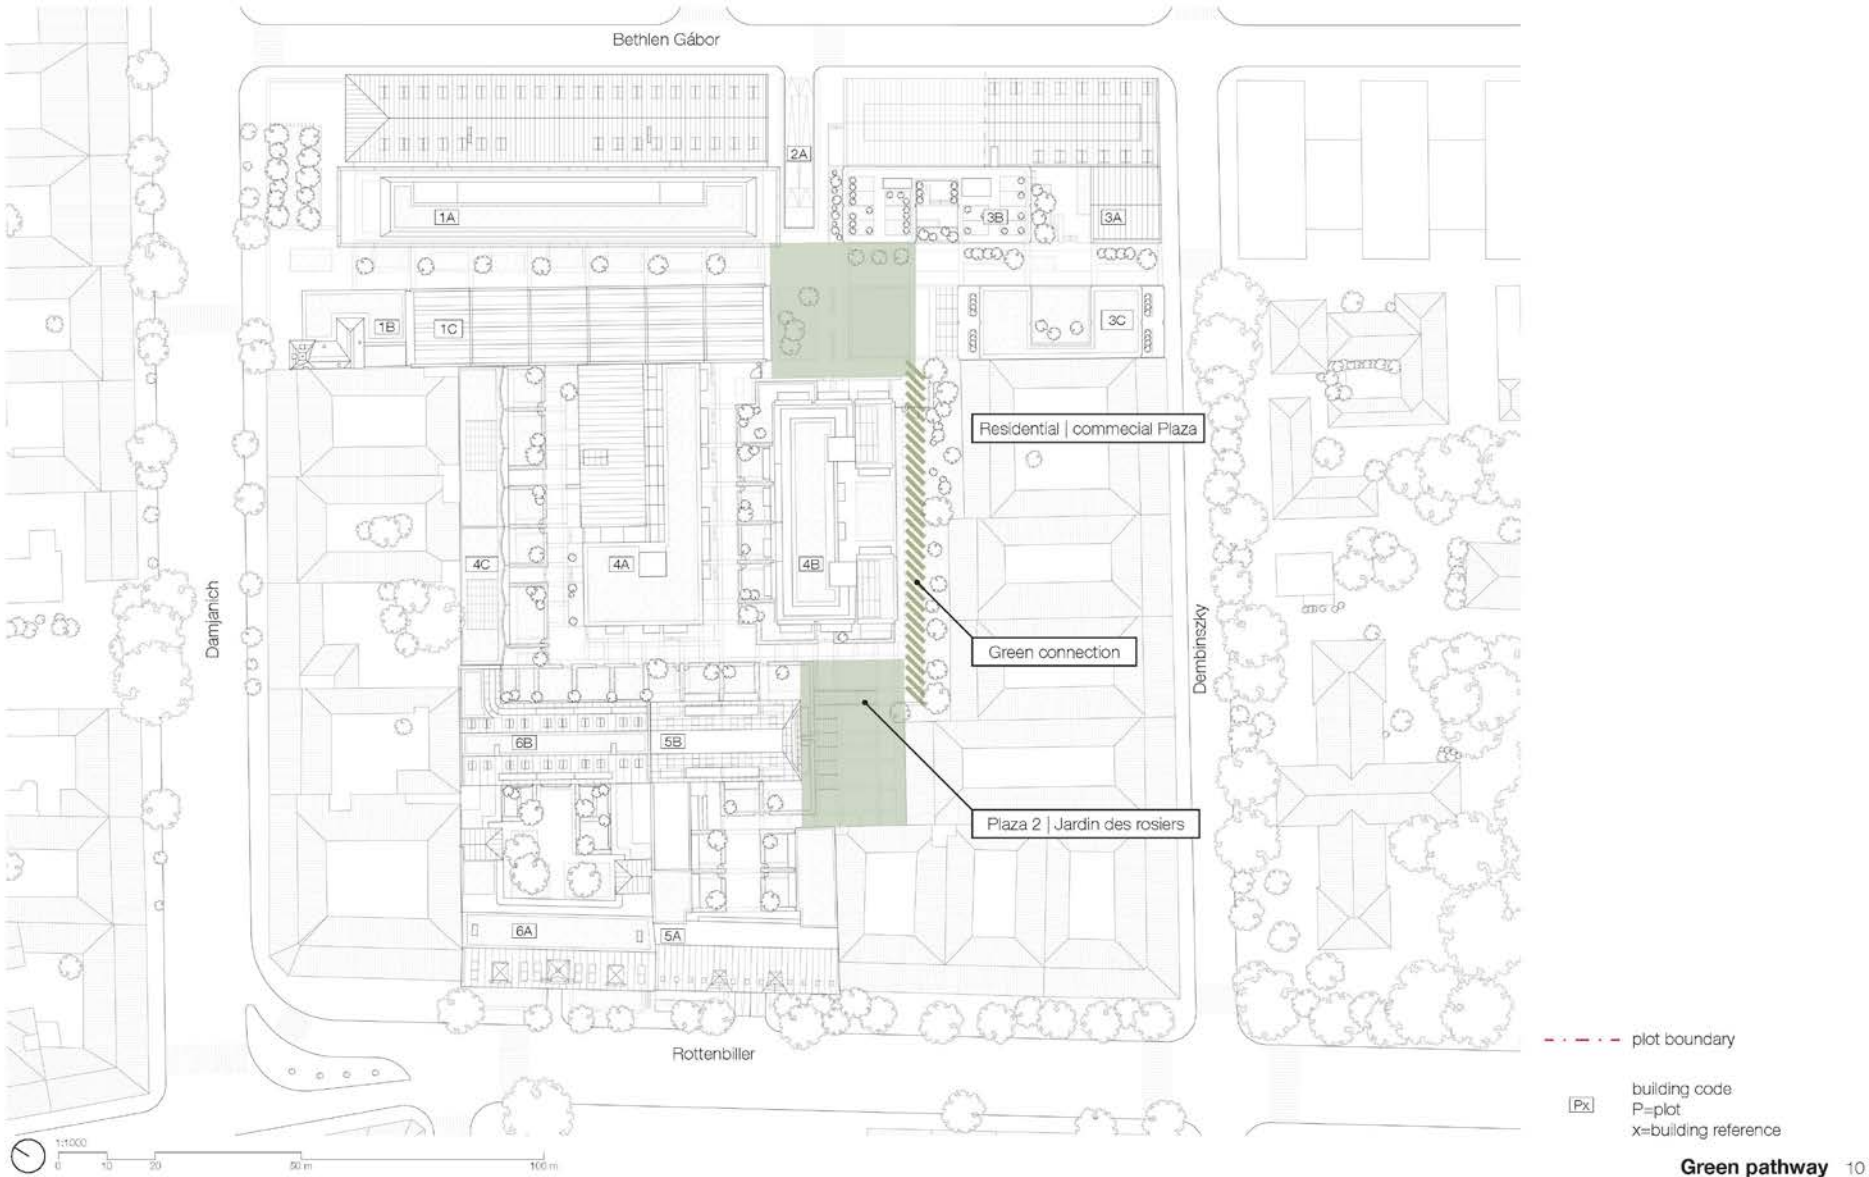 Bethlen Gábor
2A
1A
3B
3A
1B
1C
3C
Residential | commecial Plaza
4C
4A
4B
Damjanich
Dembinszky
Green connection
6B
5B
Plaza 2 | Jardin des rosiers
6A
5A
Rottenbiller
plot boundary
Px
building code
P=plot
x=building reference
1:1000
0 10 20 50 m 100 m
Green pathway 10